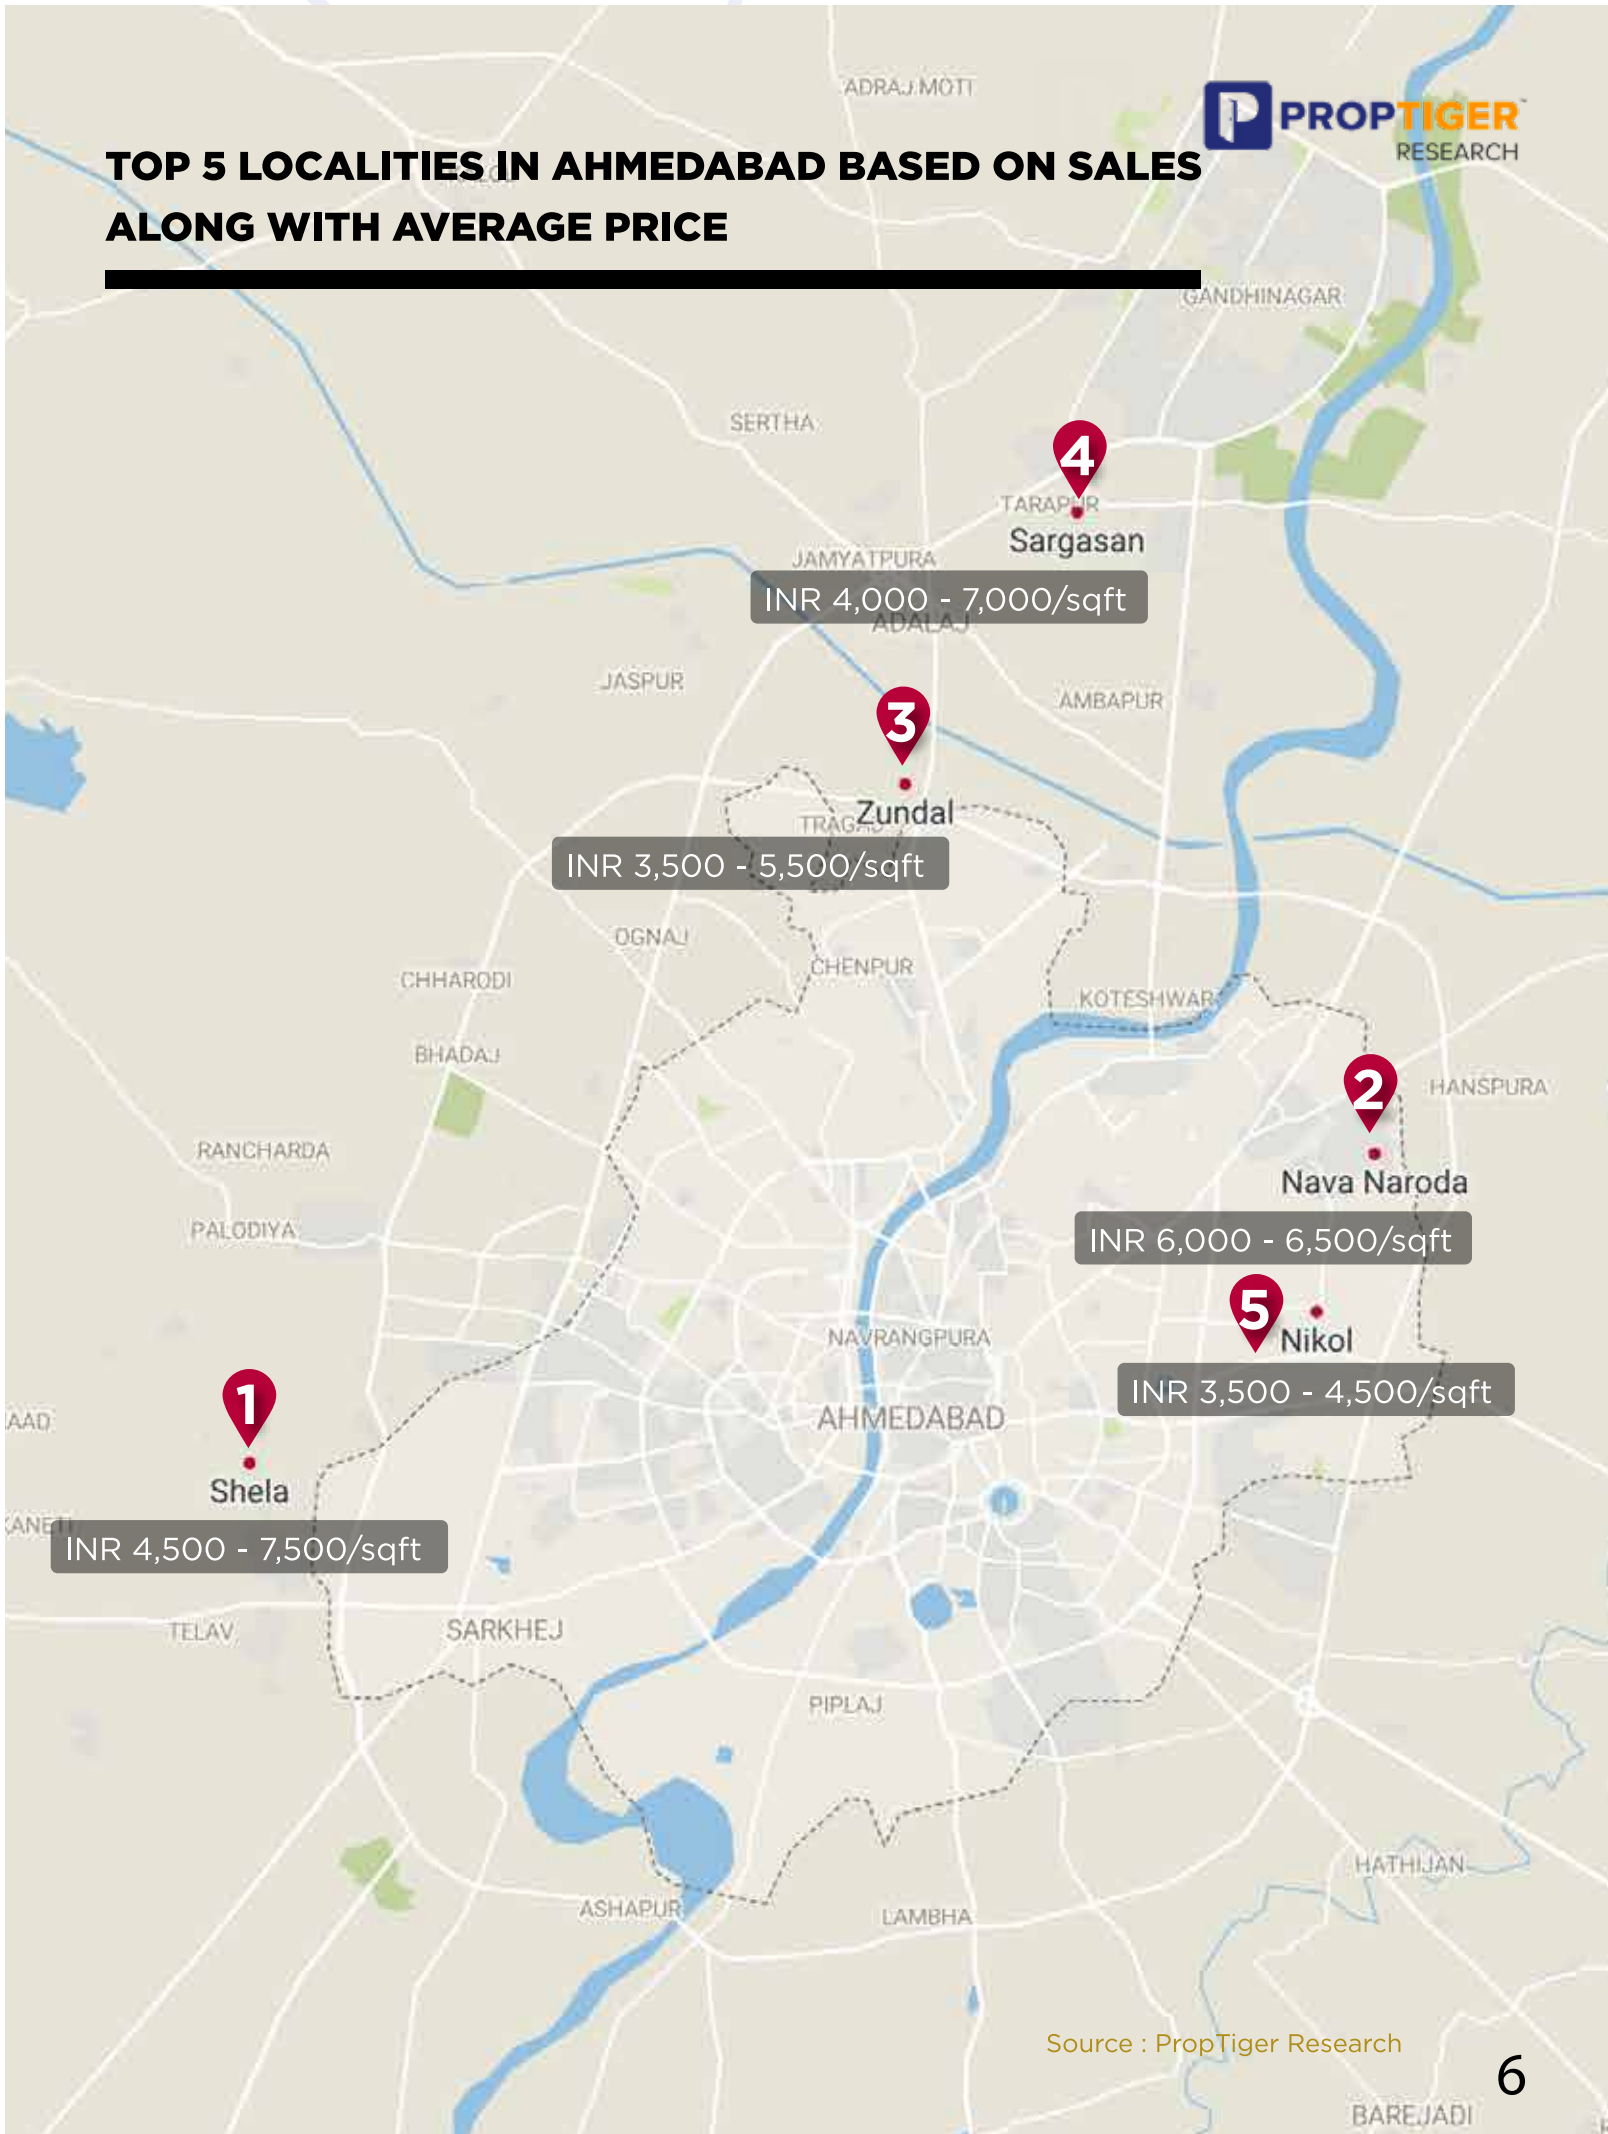 ADRAJ MOTI
PROPTIGER
RESEARCH
TOP 5 LOCALITIES IN AHMEDABAD BASED ON SALES
ALONG WITH AVERAGE PRICE
GANDHINAGAR
SERTHA
4
TARAPUR
Sargasan
JAMYATPURA
INR 4,000 - 7,000/sqft
ADALAJ
JASPUR
AMBAPUR
3
Zundal
INR 3,500 - 5,500/sqft
OGNAJ
CHENPUR
CHHARODI
KOTESHWAR
BHADAJ
2
HANSPURA
RANCHARDA
Nava Naroda
PALODIYA
INR 6,000 - 6,500/sqft
5
NAVRANGPURA
Nikol
INR 3,500 - 4,500/sqft
1
AHMEDABAD
Shela
INR 4,500 - 7,500/sqft
TELAV
SARKHEJ
PIPLAJ
HATHIJAN
ASHAPUR
LAMBHA
Source : PropTiger Research
6
BAREJADI